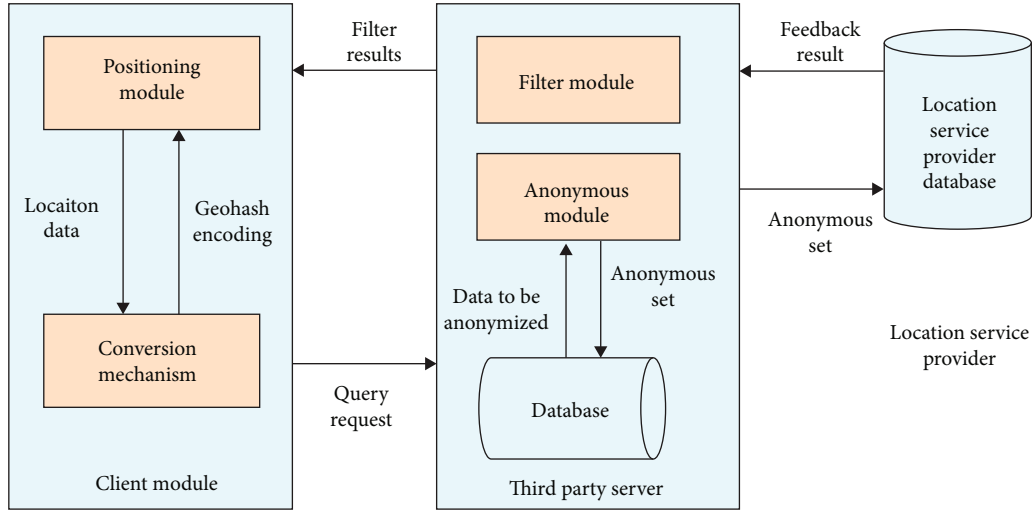 Positioning
module
Locaiton
data
Geohash
encoding
Conversion
mechanism
Client module
Filter
results
Query
request
Filter module
Anonymous
module
Data to be
anonymized
Anonymous
set
Database
Third party server
Feedback
result
Anonymous
set
Location
service
provider
database
Location service
provider